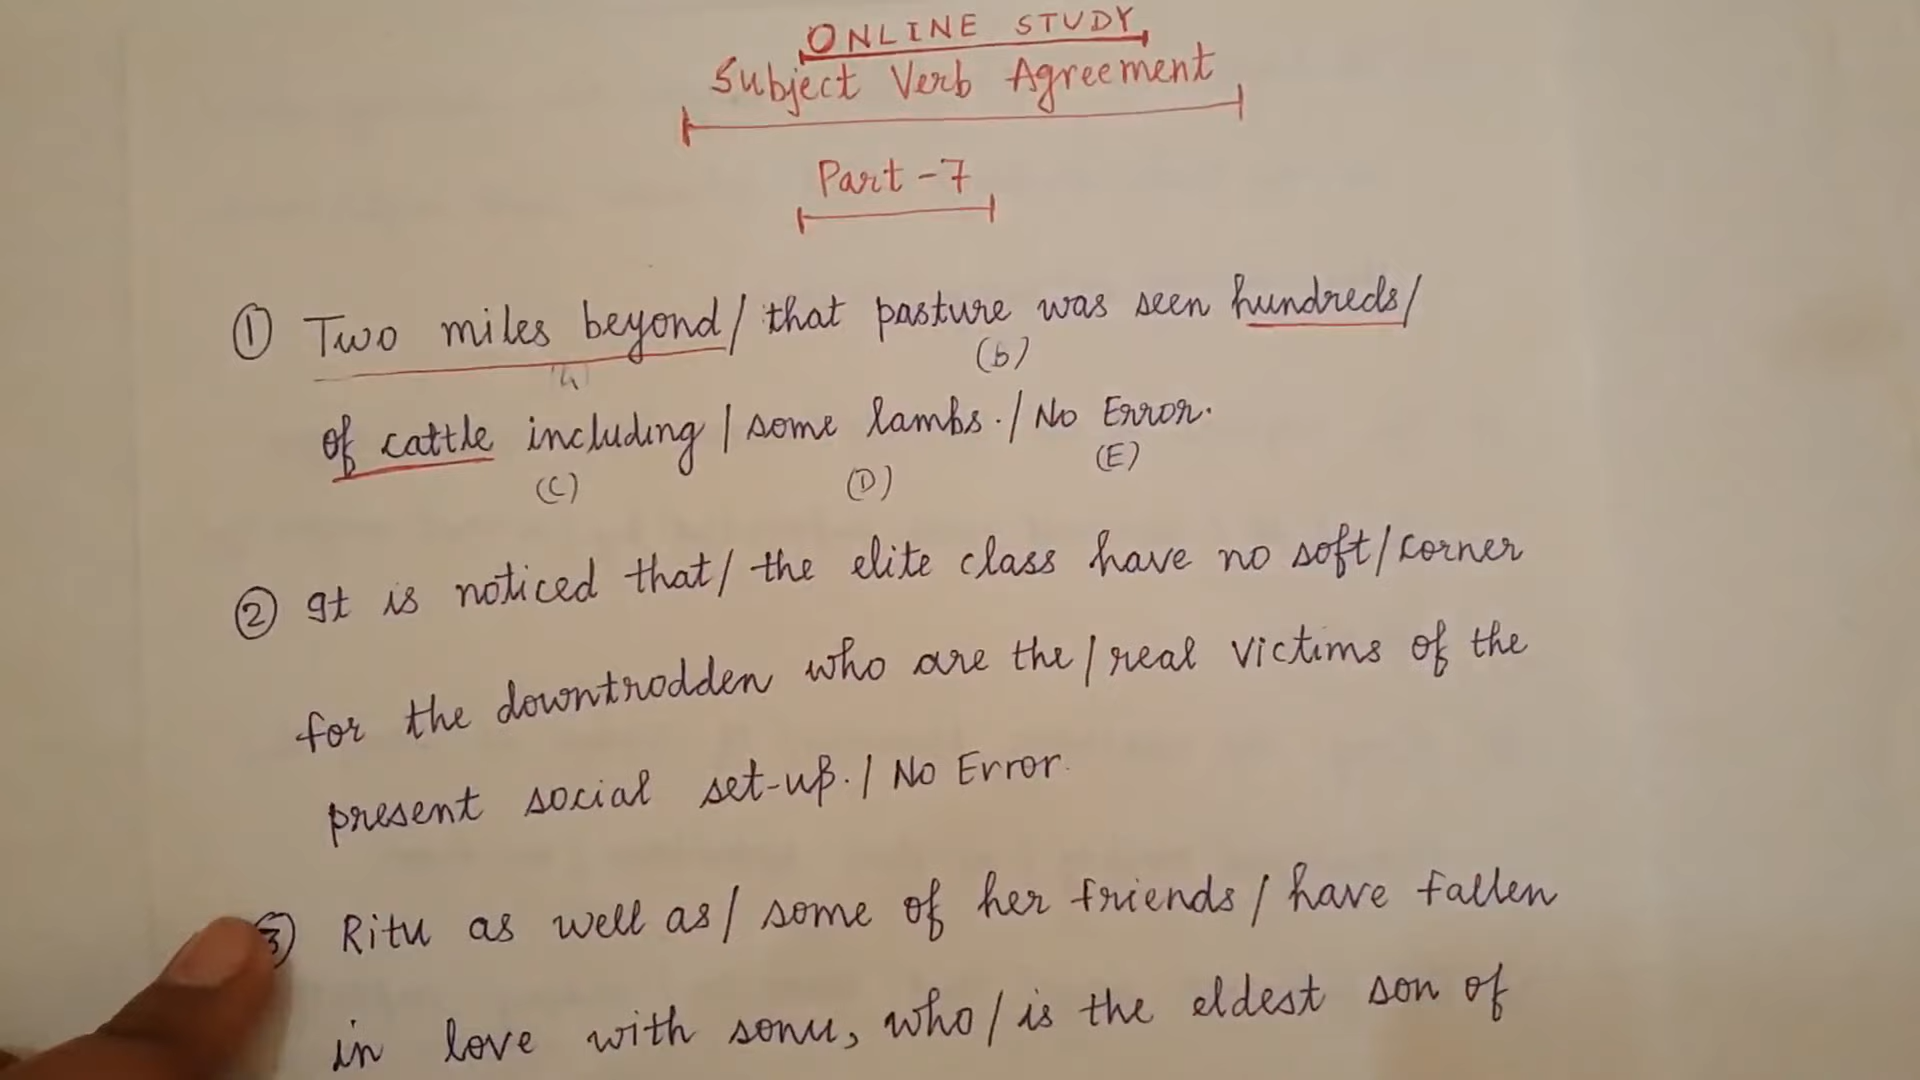 ONLINE STUDY
Subject Verb Agreement
Part-7
① Two miles beyond/ that pasture was seen hundreds/
(b)
of cattle including / some lambs./ No Error.
(C) (D) (E)
② It is noticed that/ the elite class have no soft/corner
for the downtrodden who are the/ real victims of the
present social set-up./ No Error.
③ Ritu as well as/ some of her friends/ have fallen
in love with sonu, who/ is the eldest son of